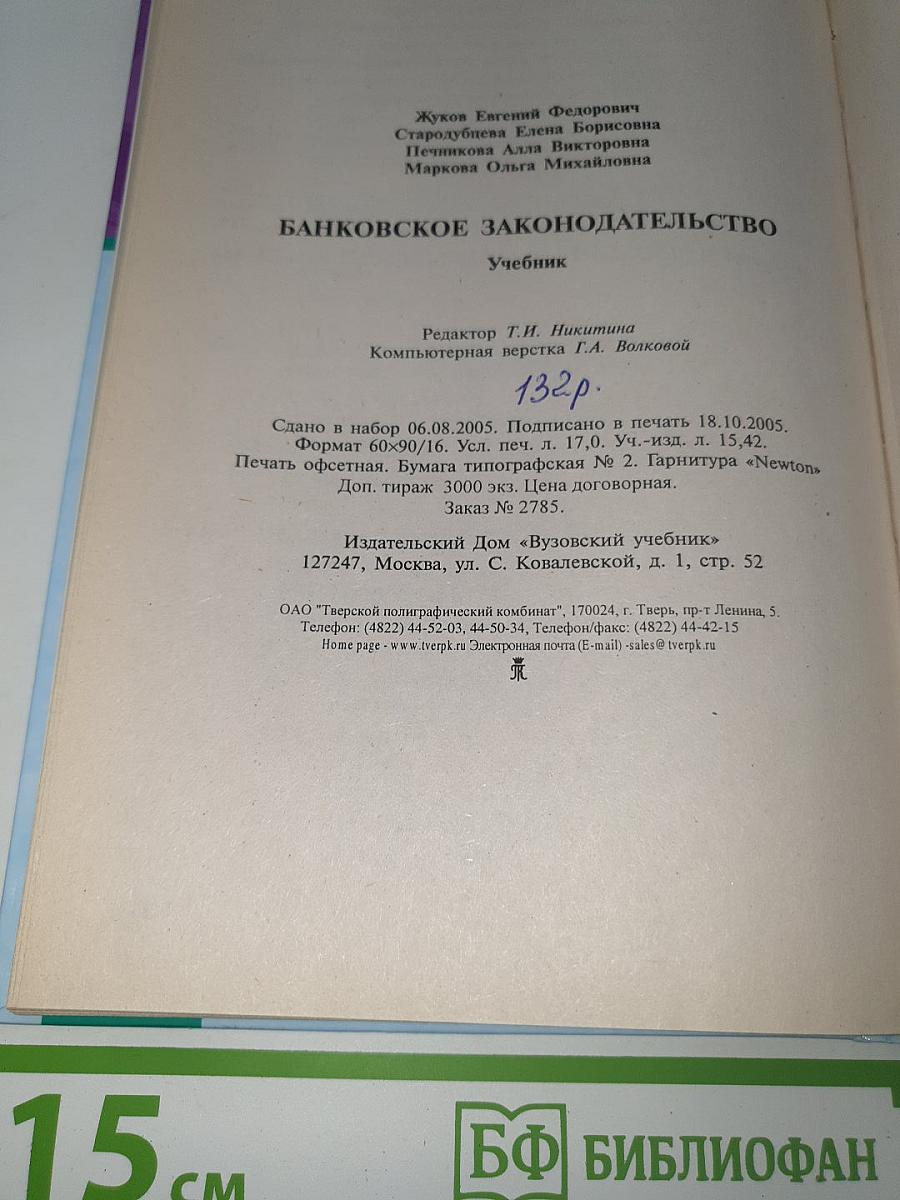 Жуков Евгений Федорович
Стародубцева Елена Борисовна
Печникова Алла Викторовна
Маркова Ольга Михайловна
БАНКОВСКОЕ ЗАКОНОДАТЕЛЬСТВО
Учебник
Редактор Т.И. Никитина
Компьютерная верстка Г.А. Волковой
132р.
Сдано в набор 06.08.2005. Подписано в печать 18.10.2005.
Формат 60×90/16. Усл. печ. л. 17,0. Уч.-изд. л. 15,42.
Печать офсетная. Бумага типографская № 2. Гарнитура «Newton»
Доп. тираж 3000 экз. Цена договорная.
Заказ № 2785.
Издательский Дом «Вузовский учебник»
127247, Москва, ул. С. Ковалевской, д. 1, стр. 52
ОАО "Тверской полиграфический комбинат", 170024, г. Тверь, пр-т Ленина, 5.
Телефон: (4822) 44-52-03, 44-50-34, Телефон/факс: (4822) 44-42-15
Home page - www.tverpk.ru Электронная почта (E-mail) -sales@ tverpk.ru
15 см
БФ БИБЛИОФАН